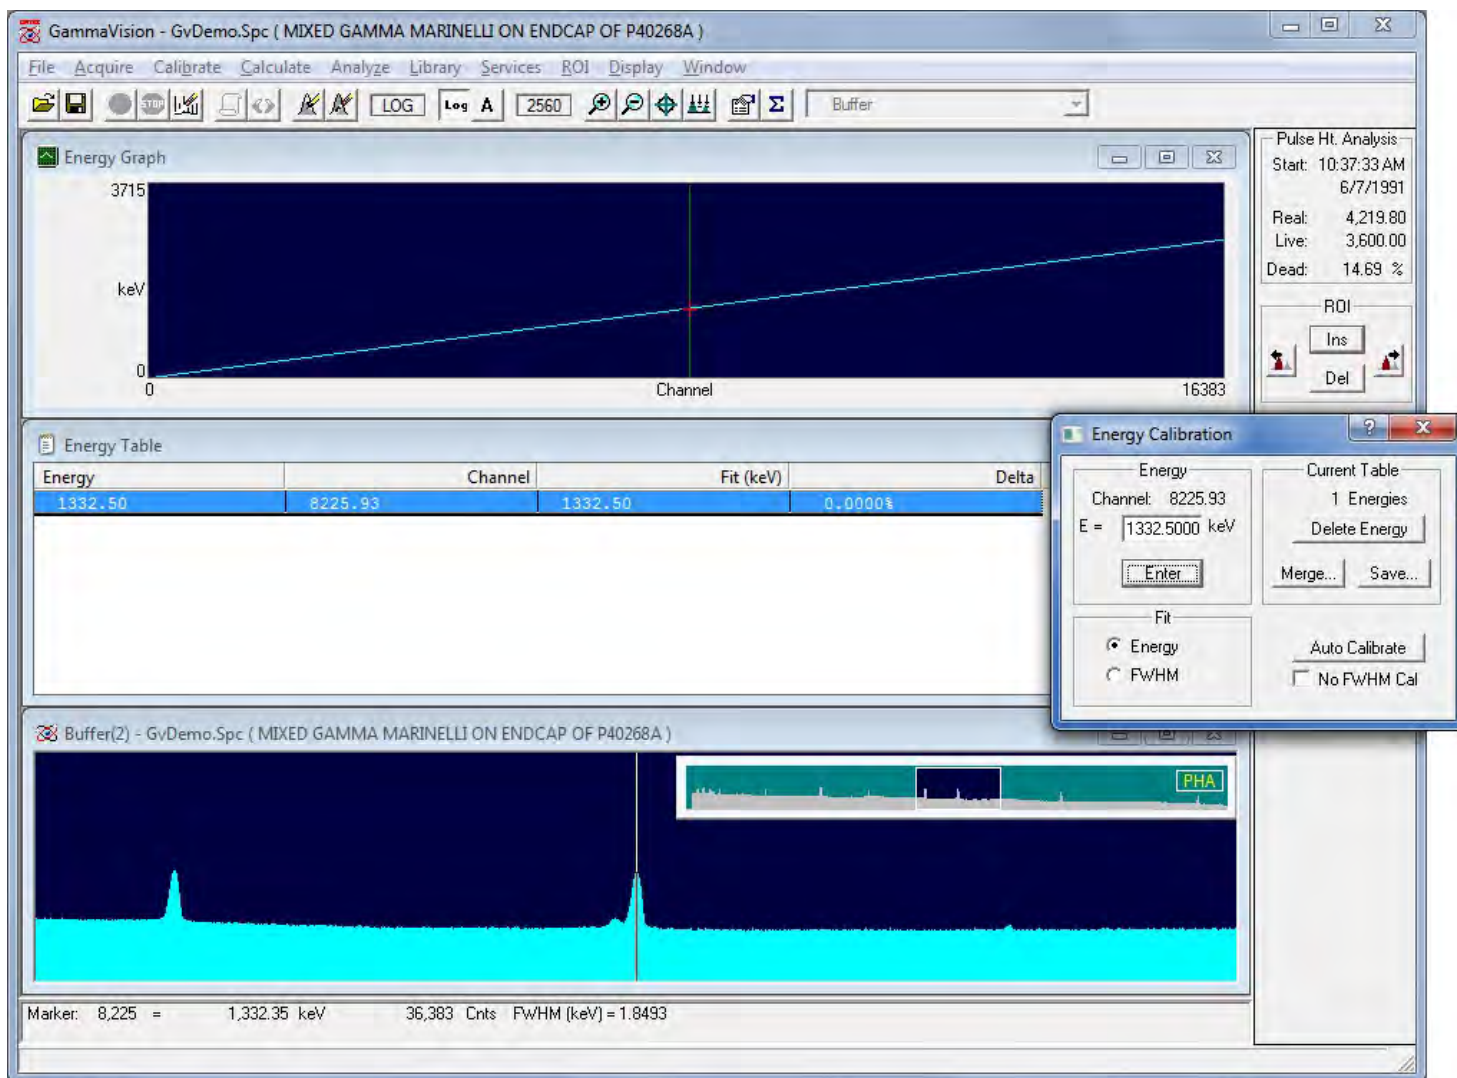 GammaVision - GvDemo.Spc ( MIXED GAMMA MARINELLI ON ENDCAP OF P40268A )
File Acquire Calibrate Calculate Analyze Library Services ROI Display Window
STOP LOG Log A 2560 Σ Buffer
Energy Graph
3715
keV
0
0 Channel 16383
Pulse Ht. Analysis
Start: 10:37:33 AM
6/7/1991
Real: 4,219.80
Live: 3,600.00
Dead: 14.69 %
ROI
Ins
Del
Energy Table
Energy Channel Fit (keV) Delta
1332.50 8225.93 1332.50 0.0000%
Energy Calibration
Energy
Channel: 8225.93
E = 1332.5000 keV
Enter
Fit
Energy
FWHM
Current Table
1 Energies
Delete Energy
Merge... Save...
Auto Calibrate
No FWHM Cal
Buffer(2) - GvDemo.Spc ( MIXED GAMMA MARINELLI ON ENDCAP OF P40268A )
PHA
Marker: 8,225 = 1,332.35 keV 36,383 Cnts FWHM (keV) = 1.8493